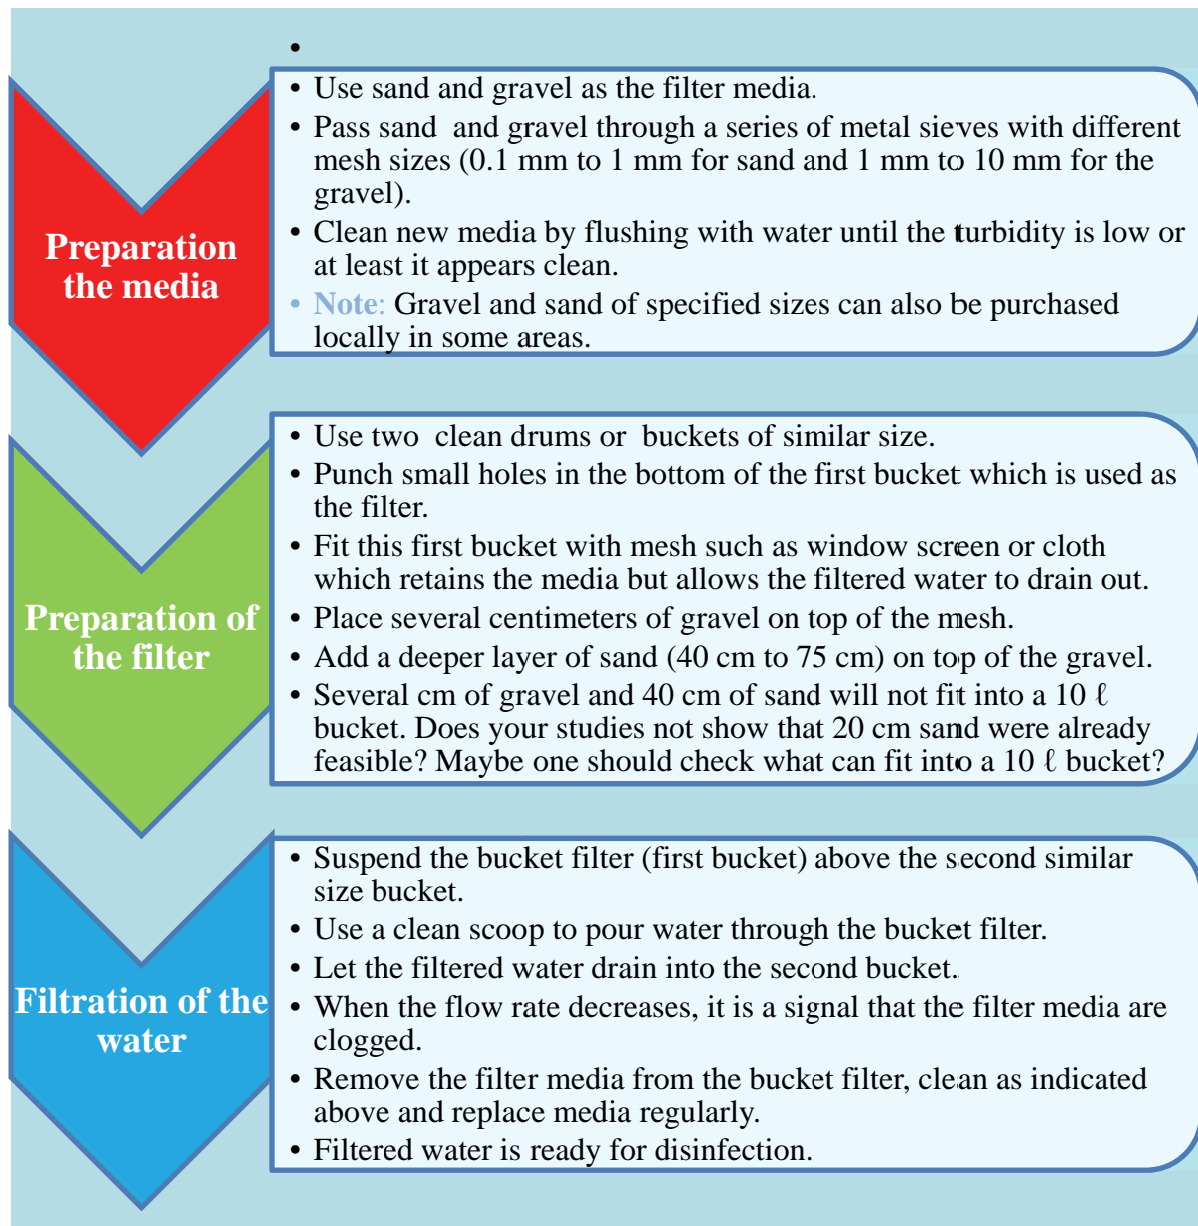 •
Preparation
the media
• Use sand and gravel as the filter media.
• Pass sand and gravel through a series of metal sieves with different
mesh sizes (0.1 mm to 1 mm for sand and 1 mm to 10 mm for the
gravel).
• Clean new media by flushing with water until the turbidity is low or
at least it appears clean.
• Note: Gravel and sand of specified sizes can also be purchased
locally in some areas.
Preparation of
the filter
• Use two clean drums or buckets of similar size.
• Punch small holes in the bottom of the first bucket which is used as
the filter.
• Fit this first bucket with mesh such as window screen or cloth
which retains the media but allows the filtered water to drain out.
• Place several centimeters of gravel on top of the mesh.
• Add a deeper layer of sand (40 cm to 75 cm) on top of the gravel.
• Several cm of gravel and 40 cm of sand will not fit into a 10 ℓ
bucket. Does your studies not show that 20 cm sand were already
feasible? Maybe one should check what can fit into a 10 ℓ bucket?
Filtration of the
water
• Suspend the bucket filter (first bucket) above the second similar
size bucket.
• Use a clean scoop to pour water through the bucket filter.
• Let the filtered water drain into the second bucket.
• When the flow rate decreases, it is a signal that the filter media are
clogged.
• Remove the filter media from the bucket filter, clean as indicated
above and replace media regularly.
• Filtered water is ready for disinfection.